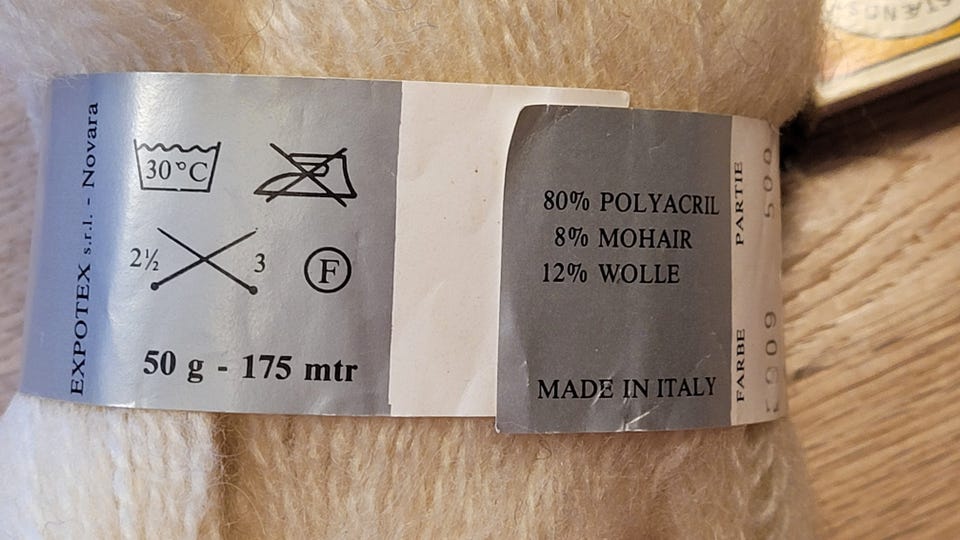 EXPOTEX s.r.l. - Novara
30°C
2½ 3
F
50 g - 175 mtr
80% POLYACRIL
8% MOHAIR
12% WOLLE
MADE IN ITALY
PARTIE 500
FARBE